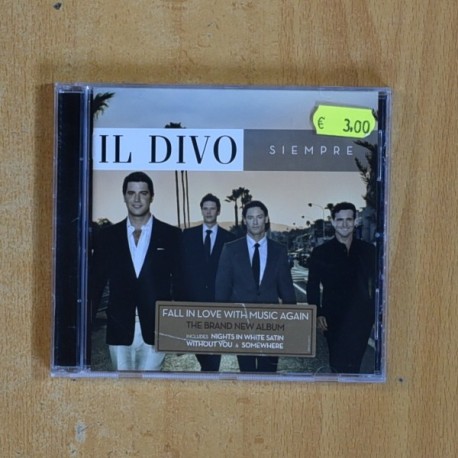 € 3,00
IL DIVO
SIEMPRE
FALL IN LOVE WITH MUSIC AGAIN
THE BRAND NEW ALBUM
INCLUDES NIGHTS IN WHITE SATIN
WITHOUT YOU & SOMEWHERE